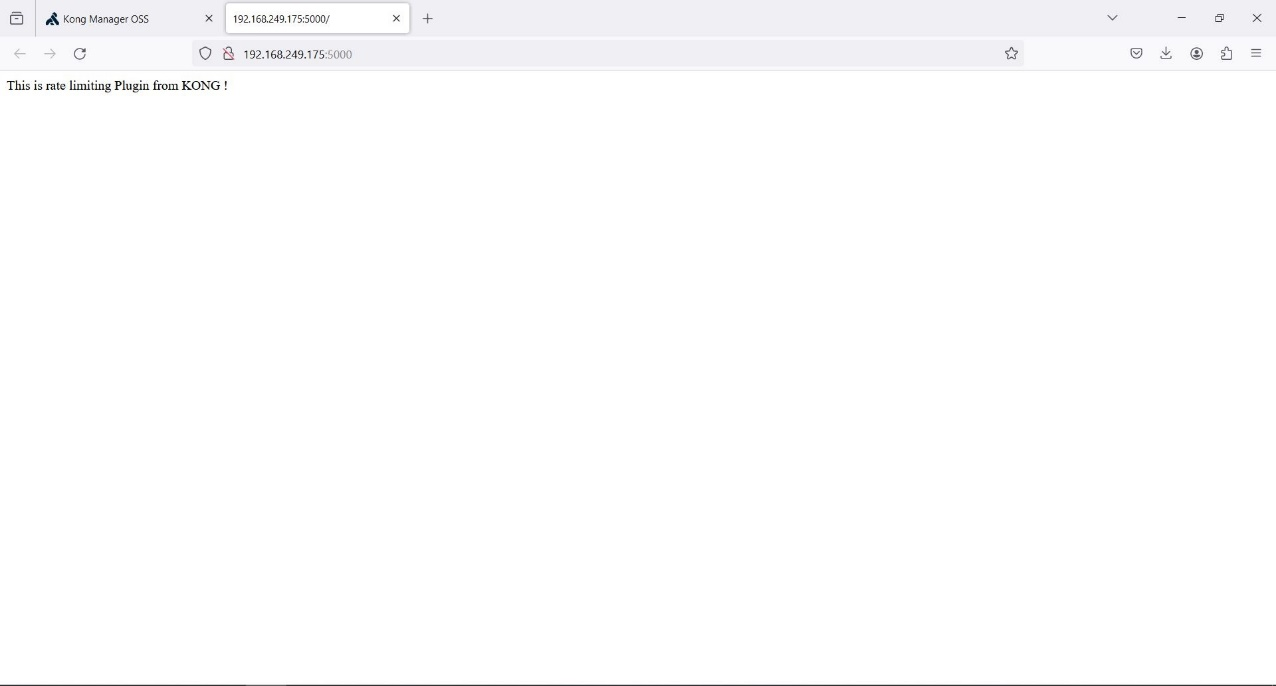 Kong Manager OSS
192.168.249.175:5000/
192.168.249.175:5000
This is rate limiting Plugin from KONG !